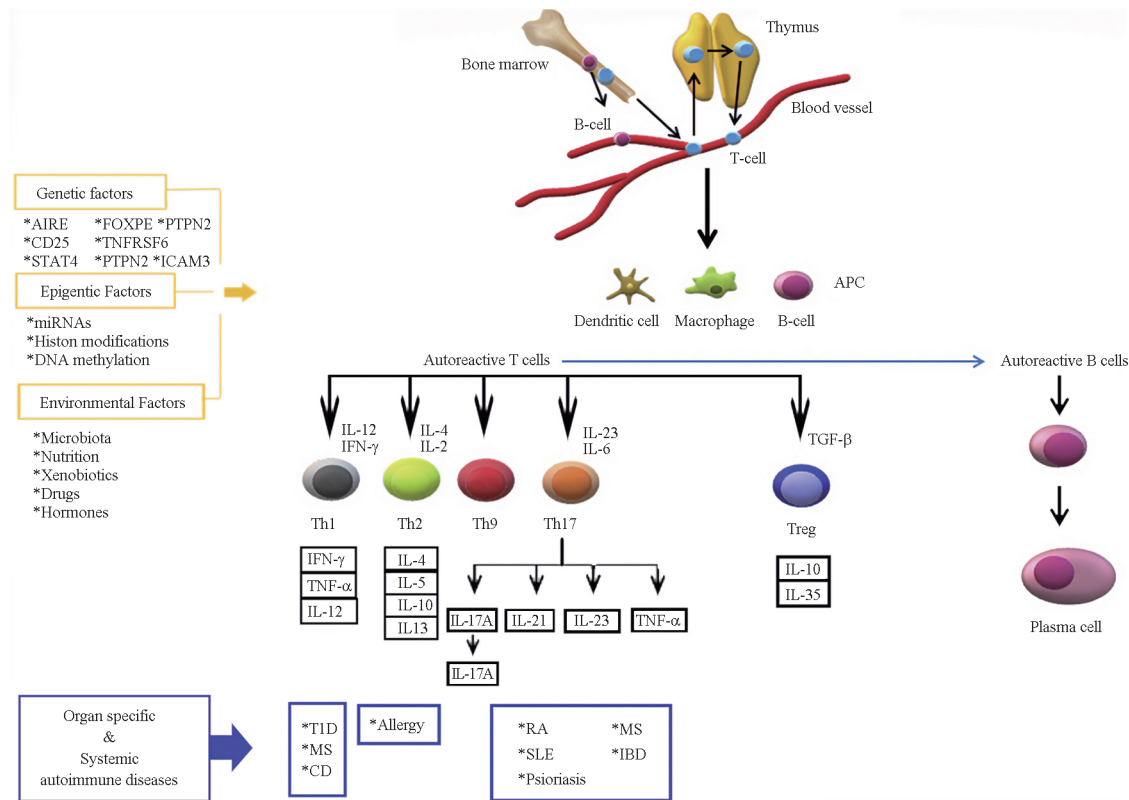 Thymus
Bone marrow
Blood vessel
B-cell
T-cell
Genetic factors
*AIRE *FOXPE *PTPN2
*CD25 *TNFRSF6
*STAT4 *PTPN2 *ICAM3
Epigentic Factors
*miRNAs
*Histon modifications
*DNA methylation
Environmental Factors
*Microbiota
*Nutrition
*Xenobiotics
*Drugs
*Hormones
APC
Dendritic cell Macrophage B-cell
Autoreactive T cells Autoreactive B cells
IL-12
IFN-γ
IL-4
IL-2
IL-23
IL-6
TGF-β
Th1 Th2 Th9 Th17 Treg
IFN-γ
TNF-α
IL-12
IL-4
IL-5
IL-10
IL13
IL-17A IL-21 IL-23 TNF-α
IL-17A
IL-10
IL-35
Plasma cell
Organ specific
&
Systemic
autoimmune diseases
*T1D
*MS
*CD
*Allergy
*RA *MS
*SLE *IBD
*Psioriasis